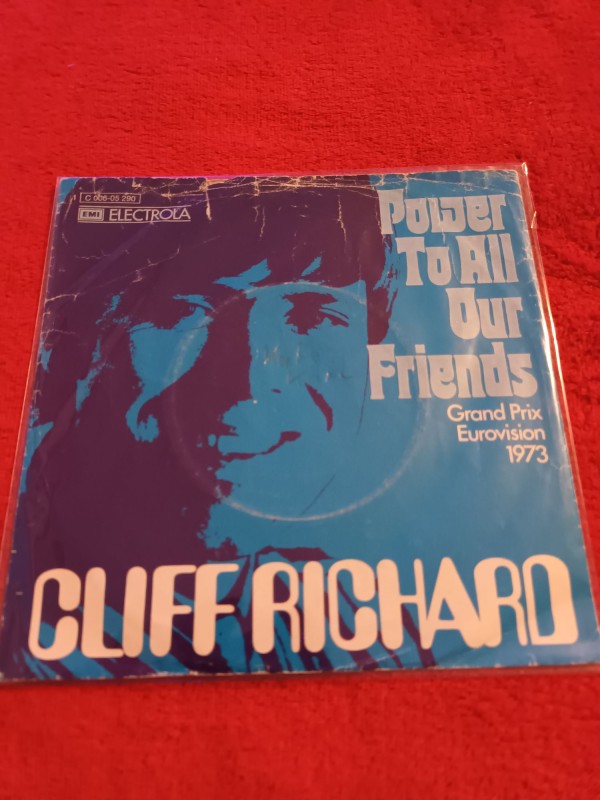 C 006-05 290
EMI ELECTROLA
Power
To All
Our
Friends
Grand Prix
Eurovision
1973
CLIFF RICHARD